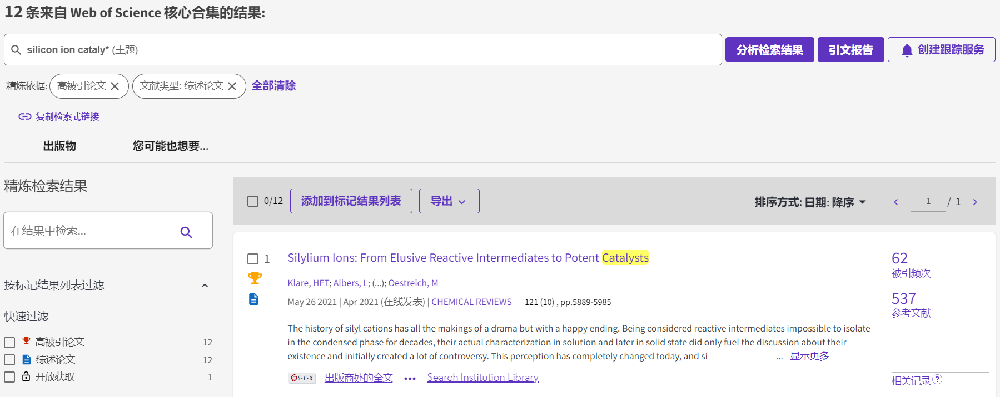 12 条来自 Web of Science 核心合集的结果:
silicon ion cataly* (主题)
分析检索结果
引文报告
创建跟踪服务
精炼依据: 高被引论文 文献类型: 综述论文 全部清除
复制检索式链接
出版物 您可能也想要...
精炼检索结果
在结果中检索...
按标记结果列表过滤
快速过滤
高被引论文 12
综述论文 12
开放获取 1
0/12 添加到标记结果列表 导出 排序方式: 日期: 降序 1 / 1
1 Silylium Ions: From Elusive Reactive Intermediates to Potent Catalysts
Klare, HFT; Albers, L; (...); Oestreich, M
May 26 2021 | Apr 2021 (在线发表) | CHEMICAL REVIEWS 121 (10) , pp.5889-5985
The history of silyl cations has all the makings of a drama but with a happy ending. Being considered reactive intermediates impossible to isolate
in the condensed phase for decades, their actual characterization in solution and later in solid state did only fuel the discussion about their
existence and initially created a lot of controversy. This perception has completely changed today, and si ... 显示更多
S·F·X 出版商处的全文 ••• Search Institution Library
62
被引频次
537
参考文献
相关记录 ?